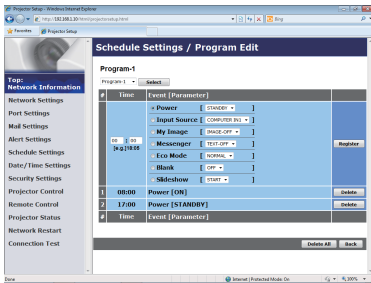 Projector Setup - Windows Internet Explorer
http://192.168.1.10/html/projectorsetup.html
Bing
Favorites Projector Setup
Schedule Settings / Program Edit
Top:
Network Information
Network Settings
Port Settings
Mail Settings
Alert Settings
Schedule Settings
Date/Time Settings
Security Settings
Projector Control
Remote Control
Projector Status
Network Restart
Connection Test
Program-1
Program-1 Select
# Time Event [Parameter]
00 : 00
(e.g.)18:05
Power [ STANDBY ]
Input Source [ COMPUTER IN1 ]
My Image [ IMAGE-OFF ]
Messenger [ TEXT-OFF ]
Eco Mode [ NORMAL ]
Blank [ OFF ]
Slideshow [ START ]
Register
1 08:00 Power [ON] Delete
2 17:00 Power [STANDBY] Delete
# Time Event [Parameter]
Delete All Back
Done Internet | Protected Mode: On 100%